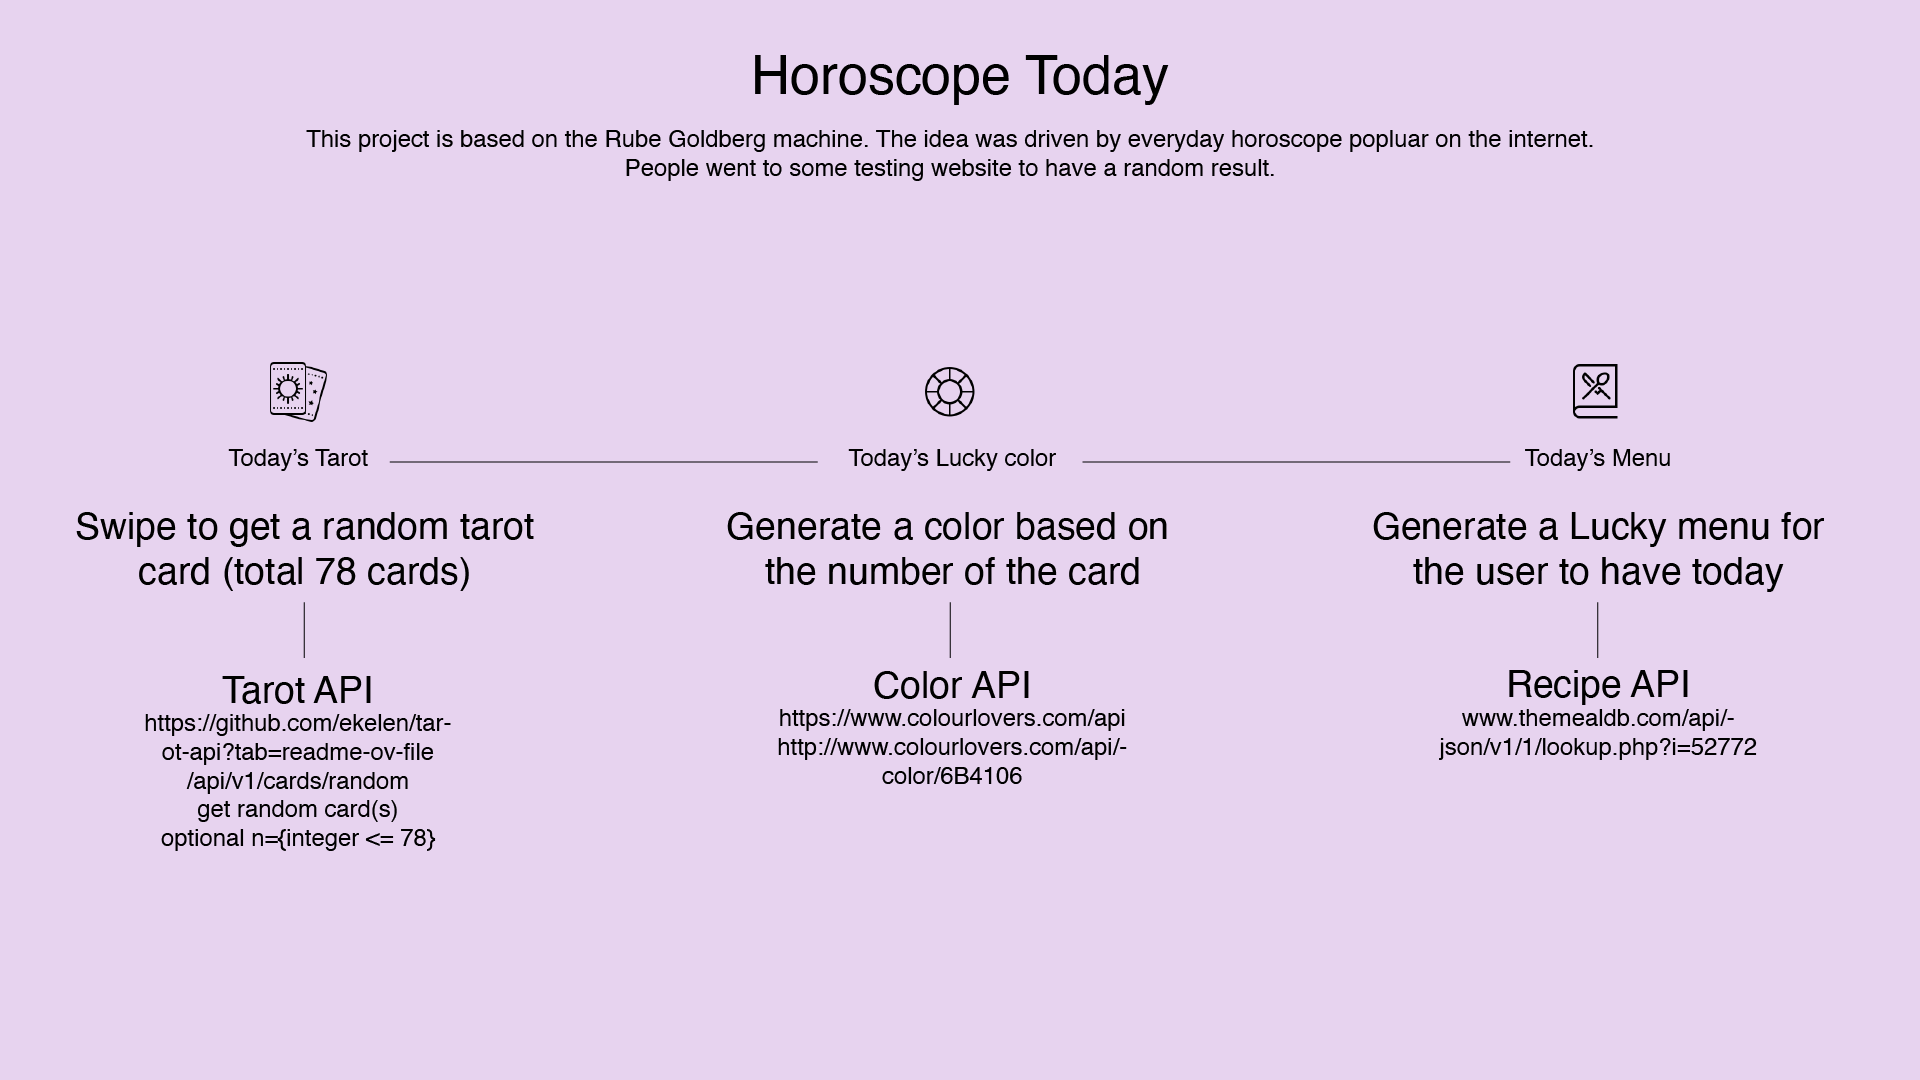 Horoscope Today
This project is based on the Rube Goldberg machine. The idea was driven by everyday horoscope popluar on the internet.
People went to some testing website to have a random result.
Today’s Tarot
Swipe to get a random tarot
card (total 78 cards)
Tarot API
https://github.com/ekelen/tar-
ot-api?tab=readme-ov-file
/api/v1/cards/random
get random card(s)
optional n={integer <= 78}
Today’s Lucky color
Generate a color based on
the number of the card
Color API
https://www.colourlovers.com/api
http://www.colourlovers.com/api/-
color/6B4106
Today’s Menu
Generate a Lucky menu for
the user to have today
Recipe API
www.themealdb.com/api/-
json/v1/1/lookup.php?i=52772